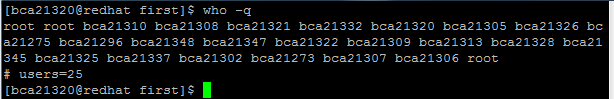 [bca21320@redhat first]$ who -q
root root bca21310 bca21308 bca21321 bca21332 bca21320 bca21305 bca21326 bc
a21275 bca21296 bca21348 bca21347 bca21322 bca21309 bca21313 bca21328 bca21
345 bca21325 bca21337 bca21302 bca21273 bca21307 bca21306 root
# users=25
[bca21320@redhat first]$